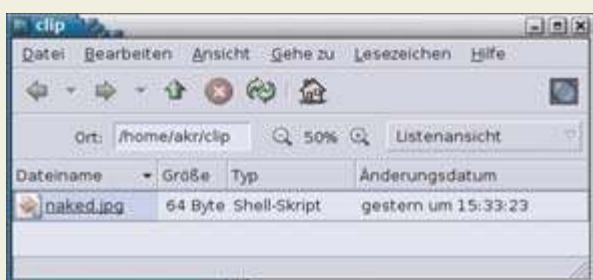 clip
Datei Bearbeiten Ansicht Gehe zu Lesezeichen Hilfe
Ort: /home/akr/clip 50% Listenansicht
Dateiname Größe Typ Änderungsdatum
naked.jpg 64 Byte Shell-Skript gestern um 15:33:23